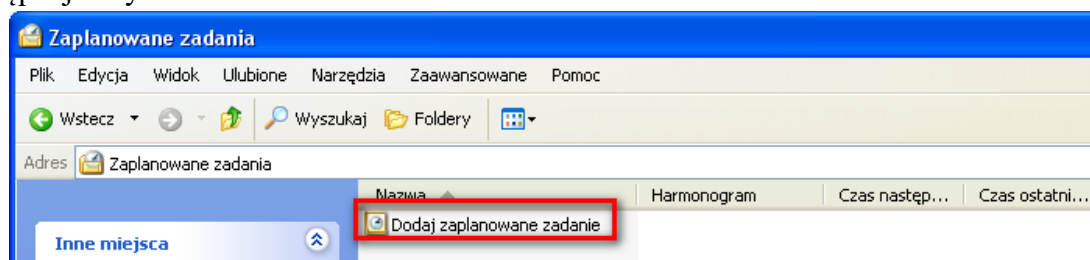 Zaplanowane zadania
Plik Edycja Widok Ulubione Narzędzia Zaawansowane Pomoc
Wstecz Wyszukaj Foldery
Adres Zaplanowane zadania
Nazwa Harmonogram Czas następ... Czas ostatni...
Dodaj zaplanowane zadanie
Inne miejsca